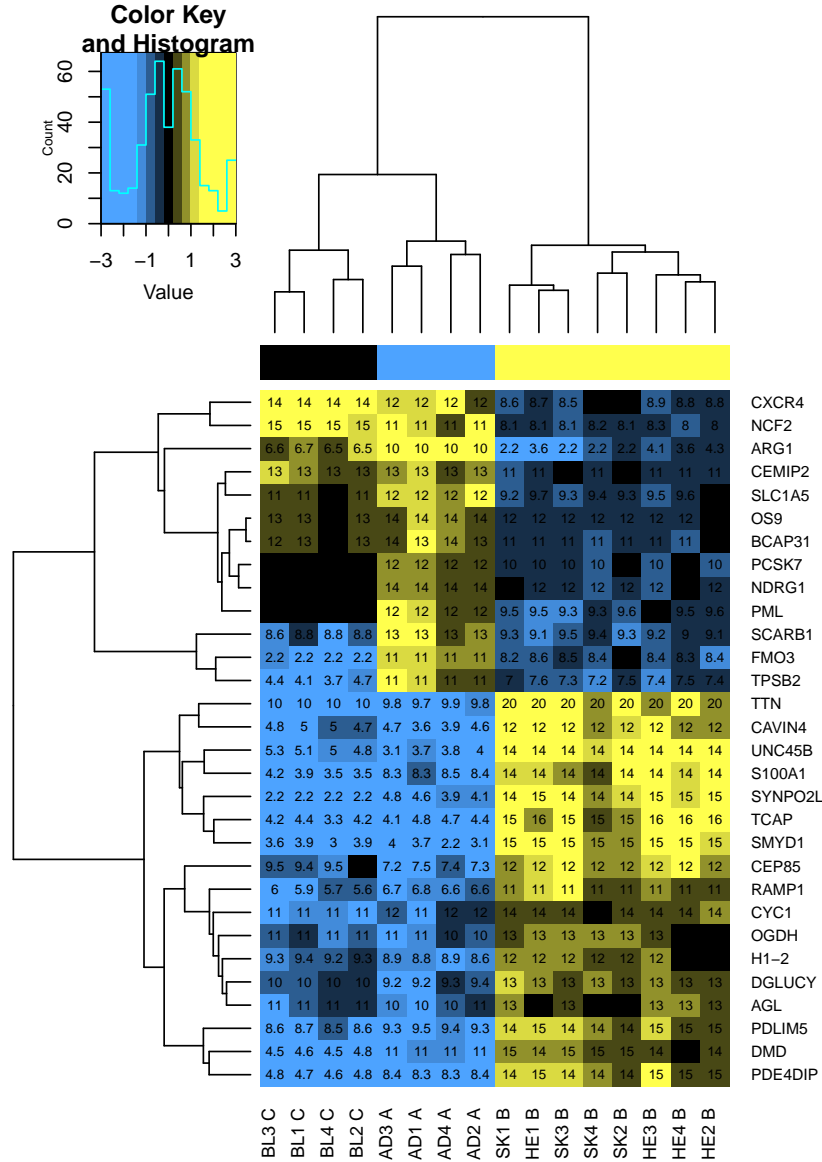 Color Key
and Histogram
Count
0 20 40 60
−3 −1 1 3
Value
14 14 14 14 12 12 12 12 8.6 8.7 8.5 8.9 8.8 8.8 CXCR4
15 15 15 15 11 11 11 11 8.1 8.1 8.1 8.2 8.1 8.3 8 8 NCF2
6.6 6.7 6.5 6.5 10 10 10 10 2.2 3.6 2.2 2.2 2.2 4.1 3.6 4.3 ARG1
13 13 13 13 13 13 13 13 11 11 11 11 11 11 CEMIP2
11 11 11 12 12 12 12 9.2 9.7 9.3 9.4 9.3 9.5 9.6 SLC1A5
13 13 13 14 14 14 14 12 12 12 12 12 12 12 OS9
12 13 13 14 13 14 13 11 11 11 11 11 11 11 BCAP31
12 12 12 12 10 10 10 10 10 10 PCSK7
14 14 14 14 12 12 12 12 12 12 NDRG1
12 12 12 12 9.5 9.5 9.3 9.3 9.6 9.5 9.6 PML
8.6 8.8 8.8 8.8 13 13 13 13 9.3 9.1 9.5 9.4 9.3 9.2 9 9.1 SCARB1
2.2 2.2 2.2 2.2 11 11 11 11 8.2 8.6 8.5 8.4 8.4 8.3 8.4 FMO3
4.4 4.1 3.7 4.7 11 11 11 11 7 7.6 7.3 7.2 7.5 7.4 7.5 7.4 TPSB2
10 10 10 10 9.8 9.7 9.9 9.8 20 20 20 20 20 20 20 20 TTN
4.8 5 5 4.7 4.7 3.6 3.9 4.6 12 12 12 12 12 12 12 12 CAVIN4
5.3 5.1 5 4.8 3.1 3.7 3.8 4 14 14 14 14 14 14 14 14 UNC45B
4.2 3.9 3.5 3.5 8.3 8.3 8.5 8.4 14 14 14 14 14 14 14 14 S100A1
2.2 2.2 2.2 2.2 4.8 4.6 3.9 4.1 14 15 15 14 14 15 15 15 SYNPO2L
4.2 4.4 3.3 4.2 4.1 4.8 4.7 4.4 15 16 15 15 15 16 16 16 TCAP
3.6 3.9 3 3.9 4 3.7 2.2 3.1 15 15 15 15 15 15 15 15 SMYD1
9.5 9.4 9.5 7.2 7.5 7.4 7.3 12 12 12 12 12 12 12 12 CEP85
6 5.9 5.7 5.6 6.7 6.8 6.6 6.6 11 11 11 11 11 11 11 11 RAMP1
11 11 11 11 12 11 12 12 14 14 14 14 14 14 14 CYC1
11 11 11 11 11 11 10 10 13 13 13 13 13 13 OGDH
9.3 9.4 9.2 9.3 8.9 8.8 8.9 8.6 12 12 12 12 12 12 H1-2
10 10 10 10 9.2 9.2 9.3 9.4 13 13 13 13 13 13 13 13 DGLUCY
11 11 11 11 10 10 10 11 13 13 13 13 13 AGL
8.6 8.7 8.5 8.6 9.3 9.5 9.4 9.3 14 15 14 14 14 15 15 15 PDLIM5
4.5 4.6 4.5 4.8 11 11 11 11 15 14 14 15 15 14 14 DMD
4.8 4.7 4.6 4.8 8.4 8.3 8.3 8.4 14 15 14 14 14 15 15 15 PDE4DIP
BL3 C BL1 C BL4 C BL2 C AD3 A AD1 A AD4 A AD2 A SK1 B HE1 B SK3 B SK4 B SK2 B HE3 B HE4 B HE2 B